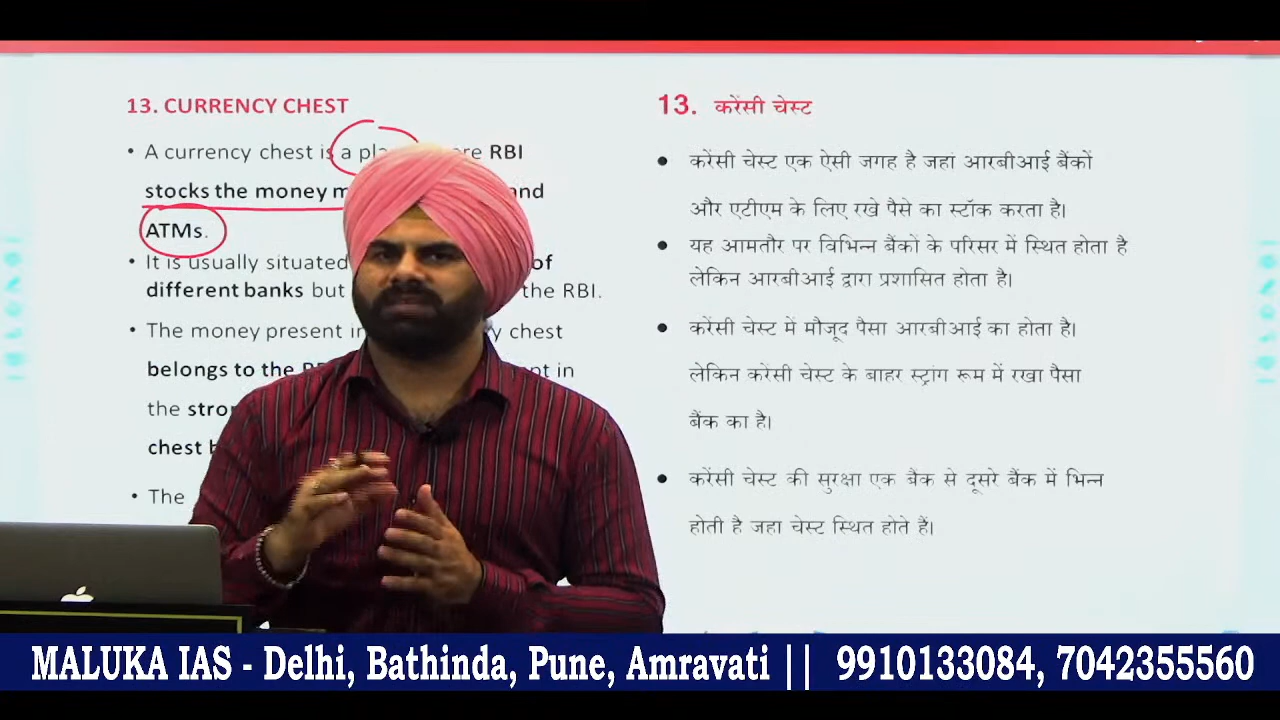 13. CURRENCY CHEST
• A currency chest is a RBI
stocks the money and
ATMs.
• It is usually situated of
different banks but the RBI.
• The money present in chest
belongs to the in
the
chest
• The
13. करेंसी चेस्ट
• करेंसी चेस्ट एक ऐसी जगह है जहां आरबीआई बैंकों
और एटीएम के लिए रखे पैसे का स्टॉक करता है।
• यह आमतौर पर विभिन्न बैंकों के परिसर में स्थित होता है
लेकिन आरबीआई द्वारा प्रशासित होता है।
• करेंसी चेस्ट में मौजूद पैसा आरबीआई का होता है।
लेकिन करेंसी चेस्ट के बाहर स्ट्रांग रूम में रखा पैसा
बैंक का है।
• करेंसी चेस्ट की सुरक्षा एक बैंक से दूसरे बैंक में भिन्न
होती है जहा चेस्ट स्थित होते हैं।
MALUKA IAS - Delhi, Bathinda, Pune, Amravati || 9910133084, 7042355560